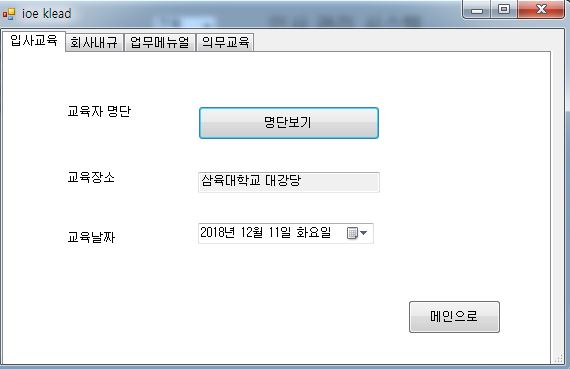 ioe klead
입사교육 회사내규 업무메뉴얼 의무교육
교육자 명단
명단보기
교육장소
삼육대학교 대강당
교육날짜
2018년 12월 11일 화요일
메인으로